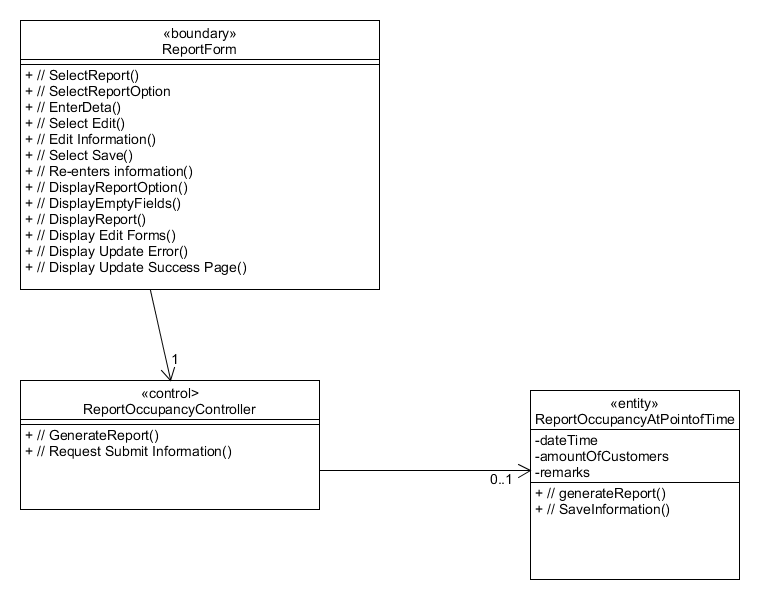 «boundary»
ReportForm
+ // SelectReport()
+ // SelectReportOption
+ // EnterDeta()
+ // Select Edit()
+ // Edit Information()
+ // Select Save()
+ // Re-enters information()
+ // DisplayReportOption()
+ // DisplayEmptyFields()
+ // DisplayReport()
+ // Display Edit Forms()
+ // Display Update Error()
+ // Display Update Success Page()
1
«control>
ReportOccupancyController
+ // GenerateReport()
+ // Request Submit Information()
0..1
«entity»
ReportOccupancyAtPointofTime
-dateTime
-amountOfCustomers
-remarks
+ // generateReport()
+ // SaveInformation()